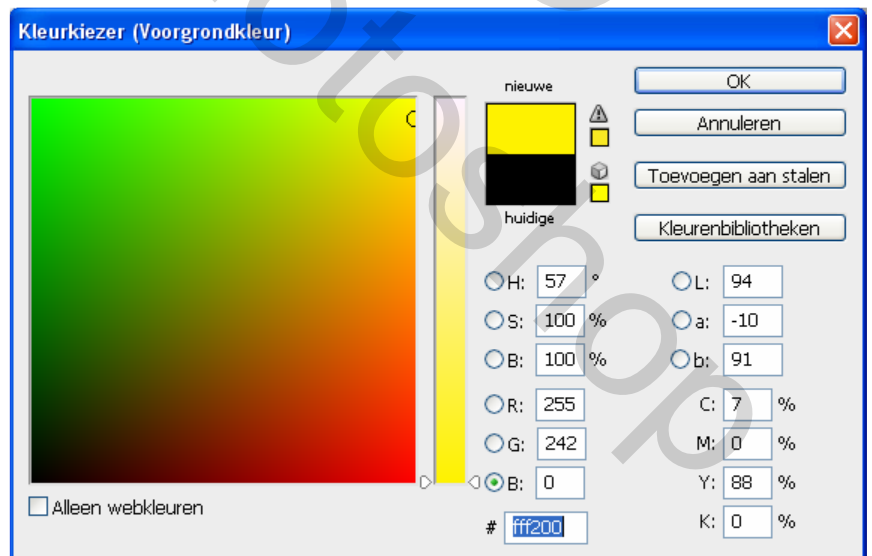 Kleurkiezer (Voorgrondkleur)
nieuwe
huidige
OK
Annuleren
Toevoegen aan stalen
Kleurenbibliotheken
H: 57 °
S: 100 %
B: 100 %
R: 255
G: 242
B: 0
# fff200
L: 94
a: -10
b: 91
C: 7 %
M: 0 %
Y: 88 %
K: 0 %
Alleen webkleuren
otoshop